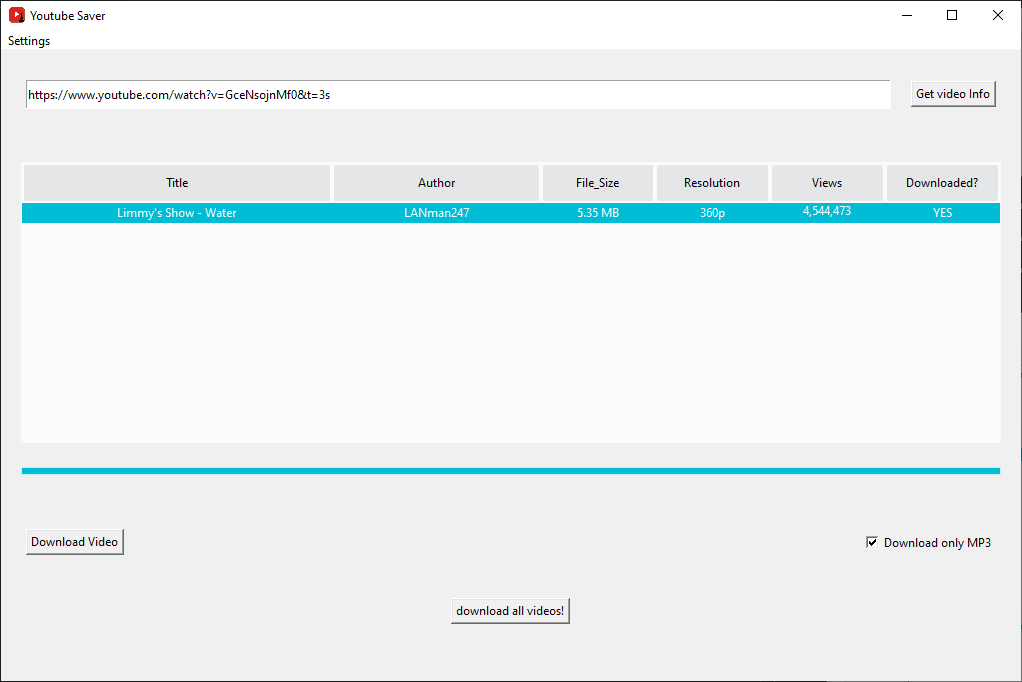 Youtube Saver
Settings
https://www.youtube.com/watch?v=GceNsojnMf0&t=3s
Get video Info
Title Author File_Size Resolution Views Downloaded?
Limmy's Show - Water LANman247 5.35 MB 360p 4,544,473 YES
Download Video
Download only MP3
download all videos!